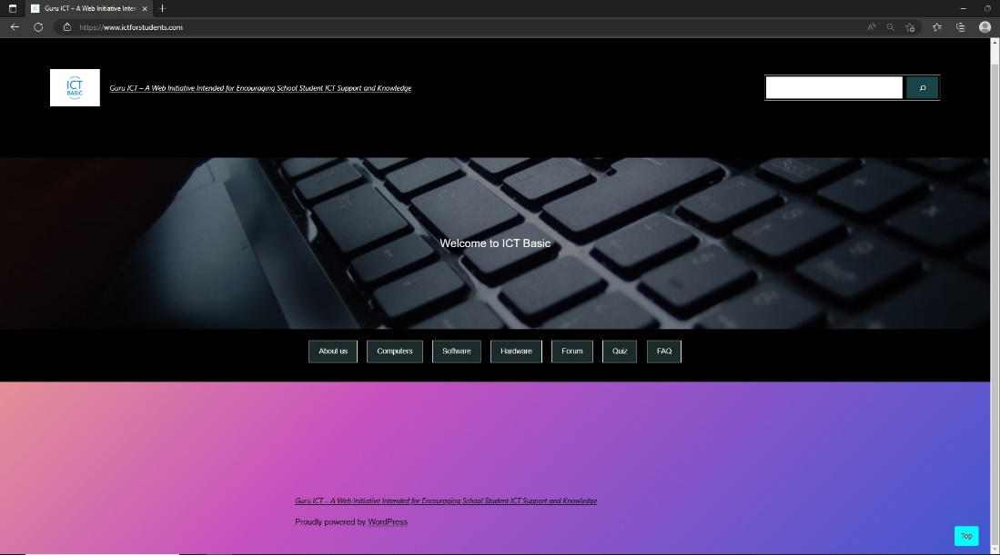 Guru ICT – A Web Initiative Inten
https://www.ictforstudents.com
ICT
BASIC
Guru ICT – A Web Initiative Intended for Encouraging School Student ICT Support and Knowledge
Welcome to ICT Basic
About us
Computers
Software
Hardware
Forum
Quiz
FAQ
Guru ICT – A Web Initiative Intended for Encouraging School Student ICT Support and Knowledge
Proudly powered by WordPress
Top